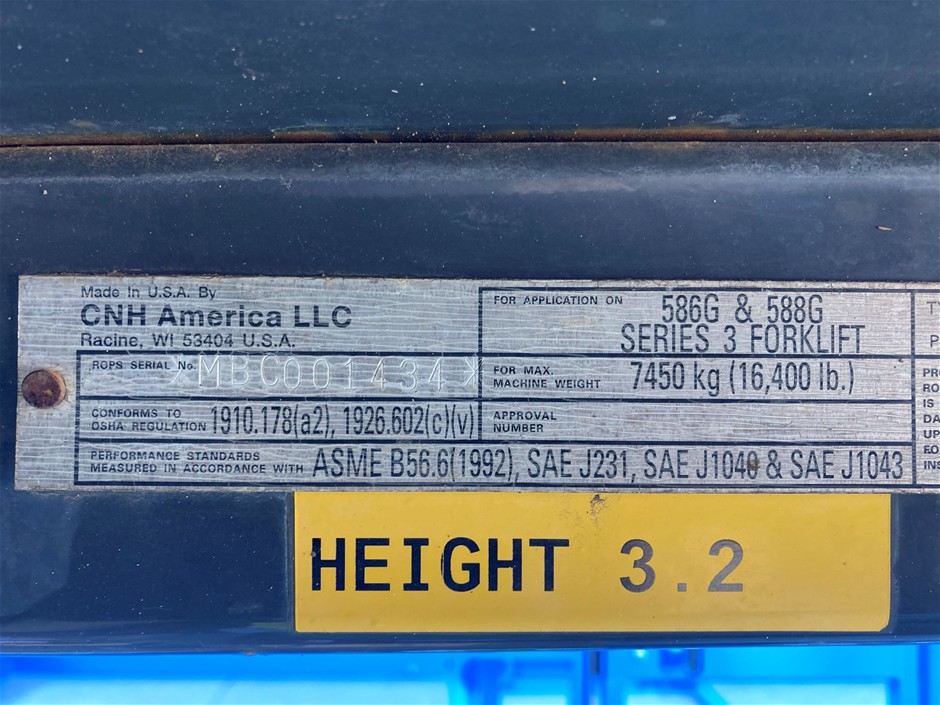 Made In U.S.A. By
CNH America LLC
Racine, WI 53404 U.S.A.
ROPS SERIAL No. *MBC001434*
CONFORMS TO
OSHA REGULATION 1910.178(a2), 1926.602(c)(v)
FOR APPLICATION ON 586G & 588G
SERIES 3 FORKLIFT
FOR MAX.
MACHINE WEIGHT 7450 kg (16,400 lb.)
APPROVAL
NUMBER
PERFORMANCE STANDARDS
MEASURED IN ACCORDANCE WITH ASME B56.6(1992), SAE J231, SAE J1040 & SAE J1043
HEIGHT 3.2